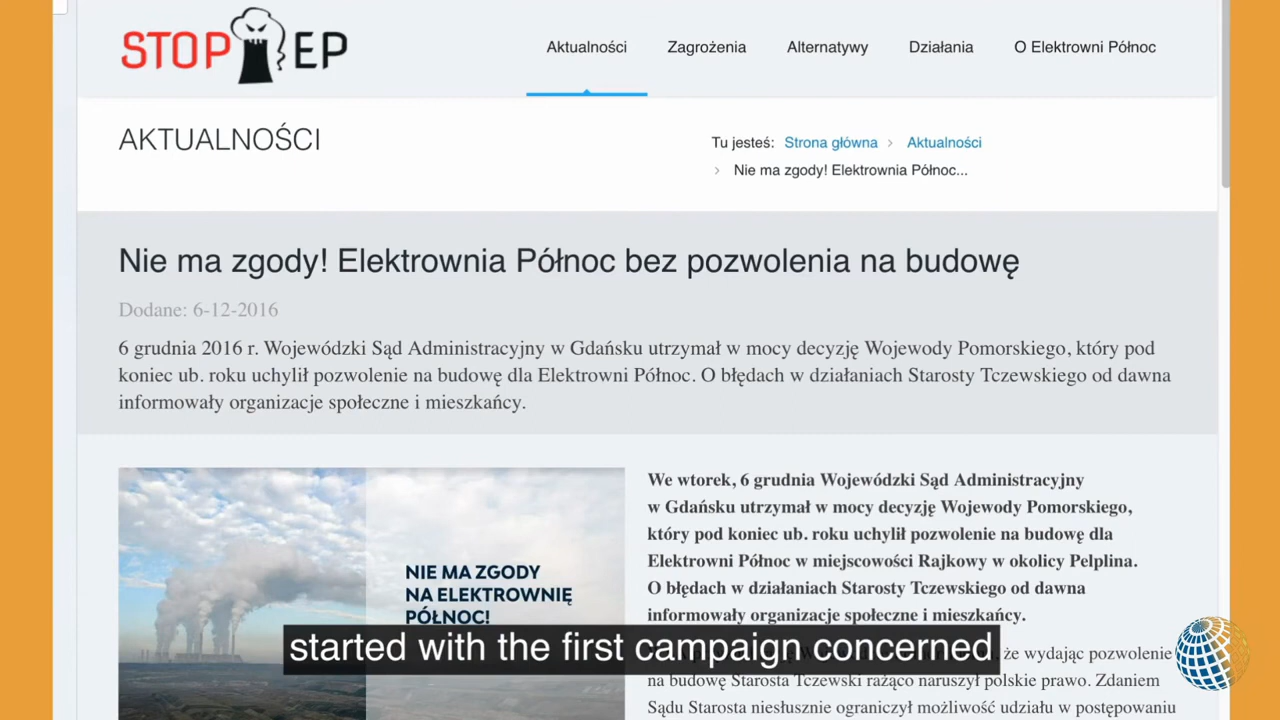 STOP EP
Aktualności
Zagrożenia
Alternatywy
Działania
O Elektrowni Północ
AKTUALNOŚCI
Tu jesteś: Strona główna › Aktualności
› Nie ma zgody! Elektrownia Północ...
Nie ma zgody! Elektrownia Północ bez pozwolenia na budowę
Dodane: 6-12-2016
6 grudnia 2016 r. Wojewódzki Sąd Administracyjny w Gdańsku utrzymał w mocy decyzję Wojewody Pomorskiego, który pod
koniec ub. roku uchylił pozwolenie na budowę dla Elektrowni Północ. O błędach w działaniach Starosty Tczewskiego od dawna
informowały organizacje społeczne i mieszkańcy.
NIE MA ZGODY
NA ELEKTROWNIĘ
PÓŁNOC!
We wtorek, 6 grudnia Wojewódzki Sąd Administracyjny
w Gdańsku utrzymał w mocy decyzję Wojewody Pomorskiego,
który pod koniec ub. roku uchylił pozwolenie na budowę dla
Elektrowni Północ w miejscowości Rajkowy w okolicy Pelplina.
O błędach w działaniach Starosty Tczewskiego od dawna
informowały organizacje społeczne i mieszkańcy.
że wydając pozwolenie
na budowę Starosta Tczewski rażąco naruszył polskie prawo. Zdaniem
Sądu Starosta niesłusznie ograniczył możliwość udziału w postępowaniu
started with the first campaign concerned